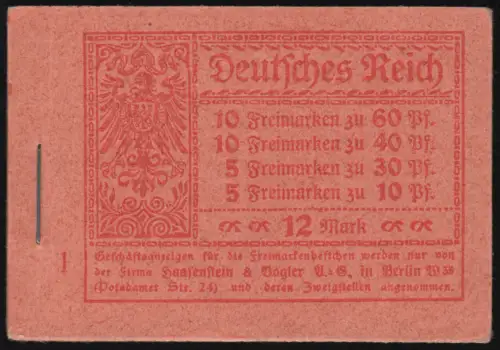 Deutsches Reich
10 Freimarken zu 60 Pf.
10 Freimarken zu 40 Pf.
5 Freimarken zu 30 Pf.
5 Freimarken zu 10 Pf.
12 Mark
1
Geschäftsanzeigen für die Freimarkenheftchen werden nur von
der Firma Haasenstein & Vogler A.-G. in Berlin W 35
(Potsdamer Str. 24) und deren Zweigstellen angenommen.